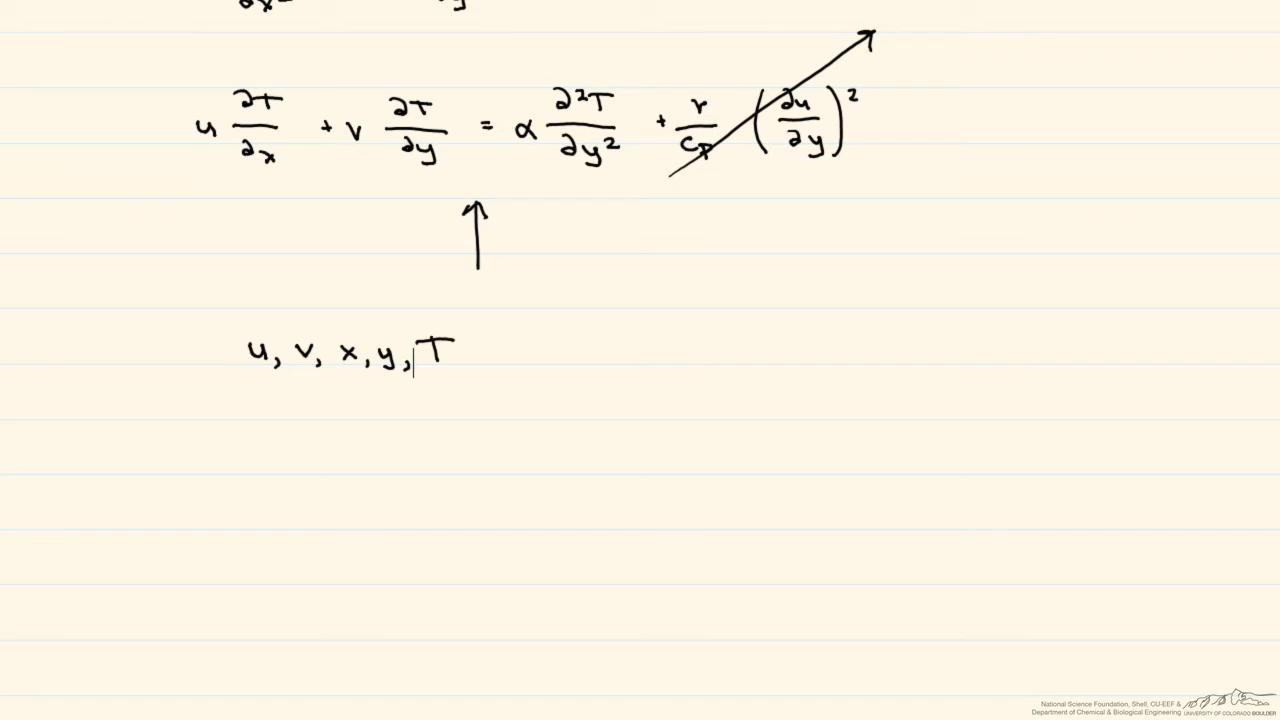 u ∂T/∂x + v ∂T/∂y = α ∂²T/∂y² + ν/Cp (∂u/∂y)²
u, v, x, y, T
National Science Foundation, Shell, CU-EEF &
Department of Chemical & Biological Engineering
UNIVERSITY OF COLORADO BOULDER